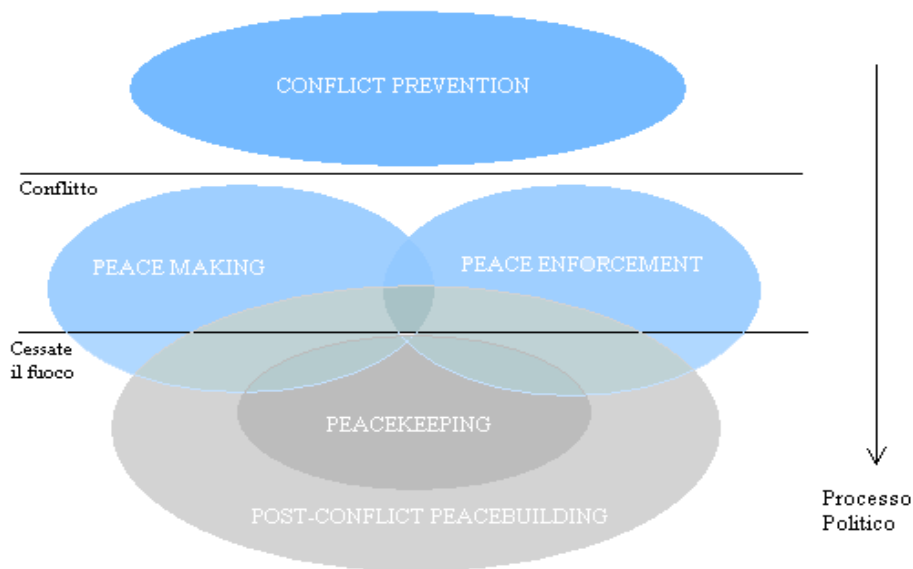 CONFLICT PREVENTION
Conflitto
PEACE MAKING
PEACE ENFORCEMENT
Cessate
il fuoco
PEACEKEEPING
POST-CONFLICT PEACEBUILDING
Processo
Politico